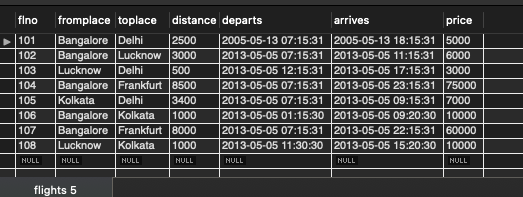 flno fromplace toplace distance departs arrives price
101 Bangalore Delhi 2500 2005-05-13 07:15:31 2005-05-13 18:15:31 5000
102 Bangalore Lucknow 3000 2013-05-05 07:15:31 2013-05-05 11:15:31 6000
103 Lucknow Delhi 500 2013-05-05 12:15:31 2013-05-05 17:15:31 3000
104 Bangalore Frankfurt 8500 2013-05-05 07:15:31 2013-05-05 23:15:31 75000
105 Kolkata Delhi 3400 2013-05-05 07:15:31 2013-05-05 09:15:31 7000
106 Bangalore Kolkata 1000 2013-05-05 01:15:30 2013-05-05 09:20:30 10000
107 Bangalore Frankfurt 8000 2013-05-05 07:15:31 2013-05-05 22:15:31 60000
108 Lucknow Kolkata 1000 2013-05-05 11:30:30 2013-05-05 15:20:30 10000
NULL NULL NULL NULL NULL NULL NULL
flights 5